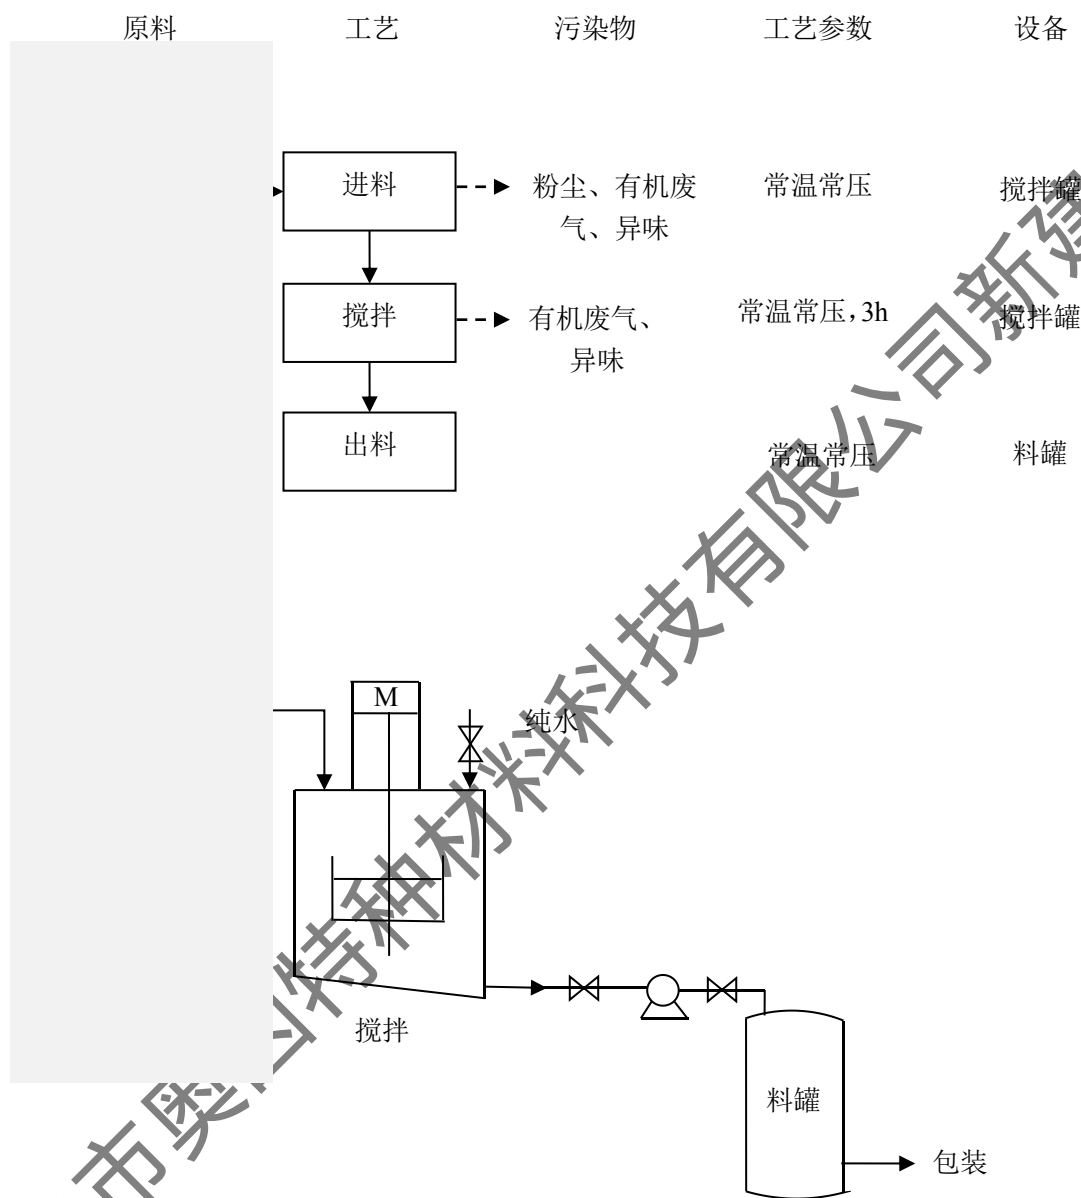 原料 工艺 污染物 工艺参数 设备
进料 粉尘、有机废 常温常压 搅拌罐
气、异味
搅拌 有机废气、 常温常压，3h 搅拌罐
异味
出料 常温常压 料罐
M
纯水
搅拌
料罐
包装
特种材料科技有限公司新建